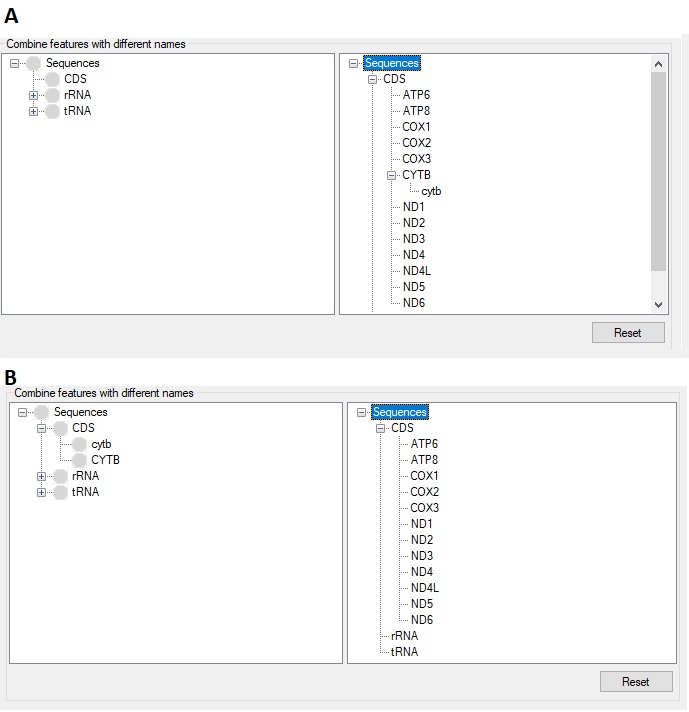 A
Combine features with different names
Sequences
CDS
rRNA
tRNA
Sequences
CDS
ATP6
ATP8
COX1
COX2
COX3
CYTB
cytb
ND1
ND2
ND3
ND4
ND4L
ND5
ND6
Reset
B
Combine features with different names
Sequences
CDS
cytb
CYTB
rRNA
tRNA
Sequences
CDS
ATP6
ATP8
COX1
COX2
COX3
ND1
ND2
ND3
ND4
ND4L
ND5
ND6
rRNA
tRNA
Reset